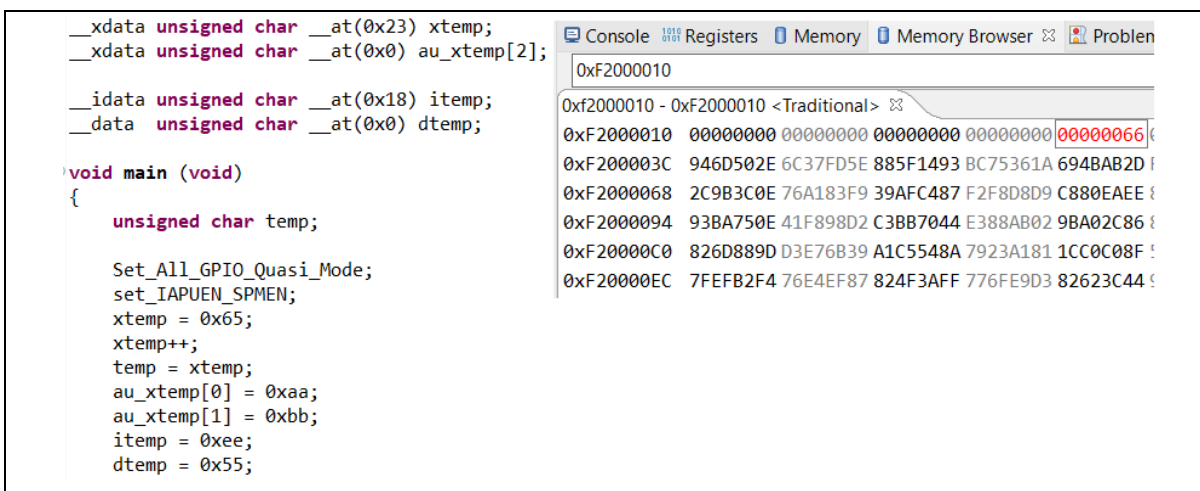 __xdata unsigned char __at(0x23) xtemp;
__xdata unsigned char __at(0x0) au_xtemp[2];
__idata unsigned char __at(0x18) itemp;
__data  unsigned char __at(0x0) dtemp;
void main (void)
{
    unsigned char temp;
    Set_All_GPIO_Quasi_Mode;
    set_IAPUEN_SPMEN;
    xtemp = 0x65;
    xtemp++;
    temp = xtemp;
    au_xtemp[0] = 0xaa;
    au_xtemp[1] = 0xbb;
    itemp = 0xee;
    dtemp = 0x55;
Console Registers Memory Memory Browser Problem
0xF2000010
0xf2000010 - 0xF2000010 <Traditional>
0xF2000010 00000000 00000000 00000000 00000000 00000066
0xF200003C 946D502E 6C37FD5E 885F1493 BC75361A 694BAB2D
0xF2000068 2C9B3C0E 76A183F9 39AFC487 F2F8D8D9 C880EAEE
0xF2000094 93BA750E 41F898D2 C3BB7044 E388AB02 9BA02C86
0xF20000C0 826D889D D3E76B39 A1C5548A 7923A181 1CC0C08F
0xF20000EC 7FEFB2F4 76E4EF87 824F3AFF 776FE9D3 82623C44